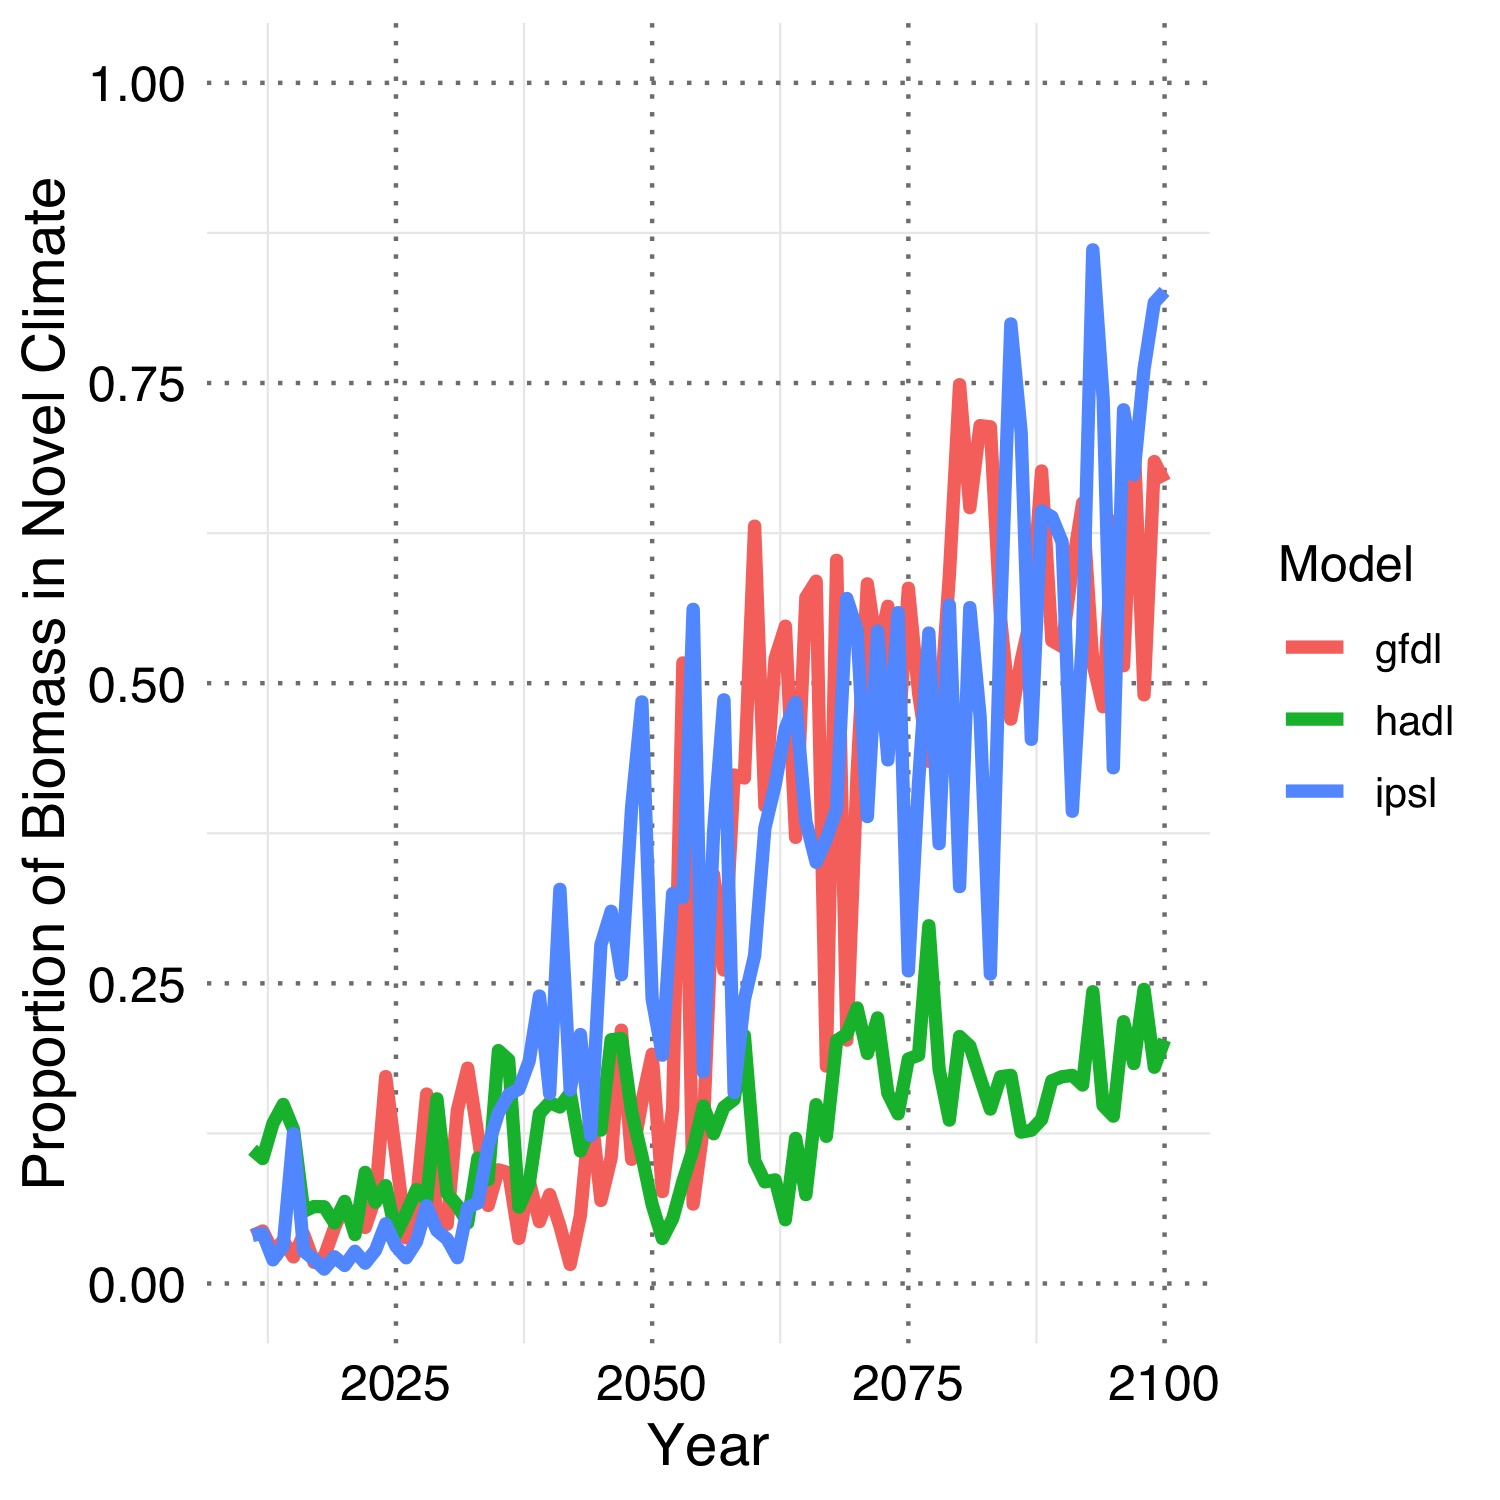 Proportion of Biomass in Novel Climate
1.00
0.75
0.50
0.25
0.00
2025 2050 2075 2100
Year
Model
gfdl
hadl
ipsl